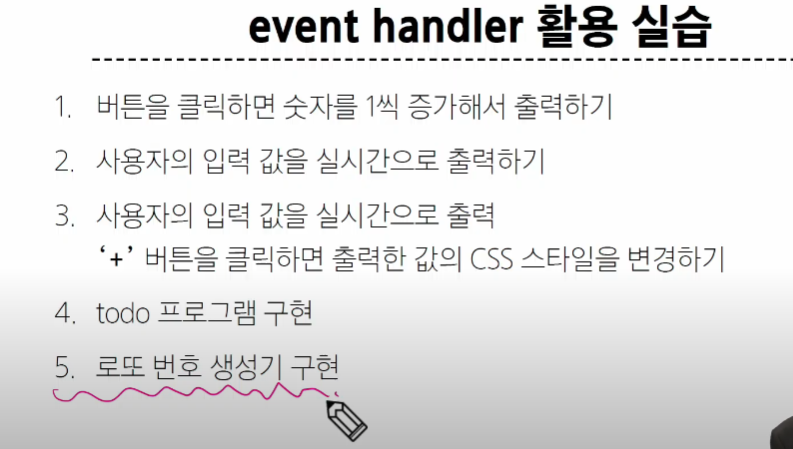 event handler 활용 실습
1. 버튼을 클릭하면 숫자를 1씩 증가해서 출력하기
2. 사용자의 입력 값을 실시간으로 출력하기
3. 사용자의 입력 값을 실시간으로 출력
‘+’ 버튼을 클릭하면 출력한 값의 CSS 스타일을 변경하기
4. todo 프로그램 구현
5. 로또 번호 생성기 구현